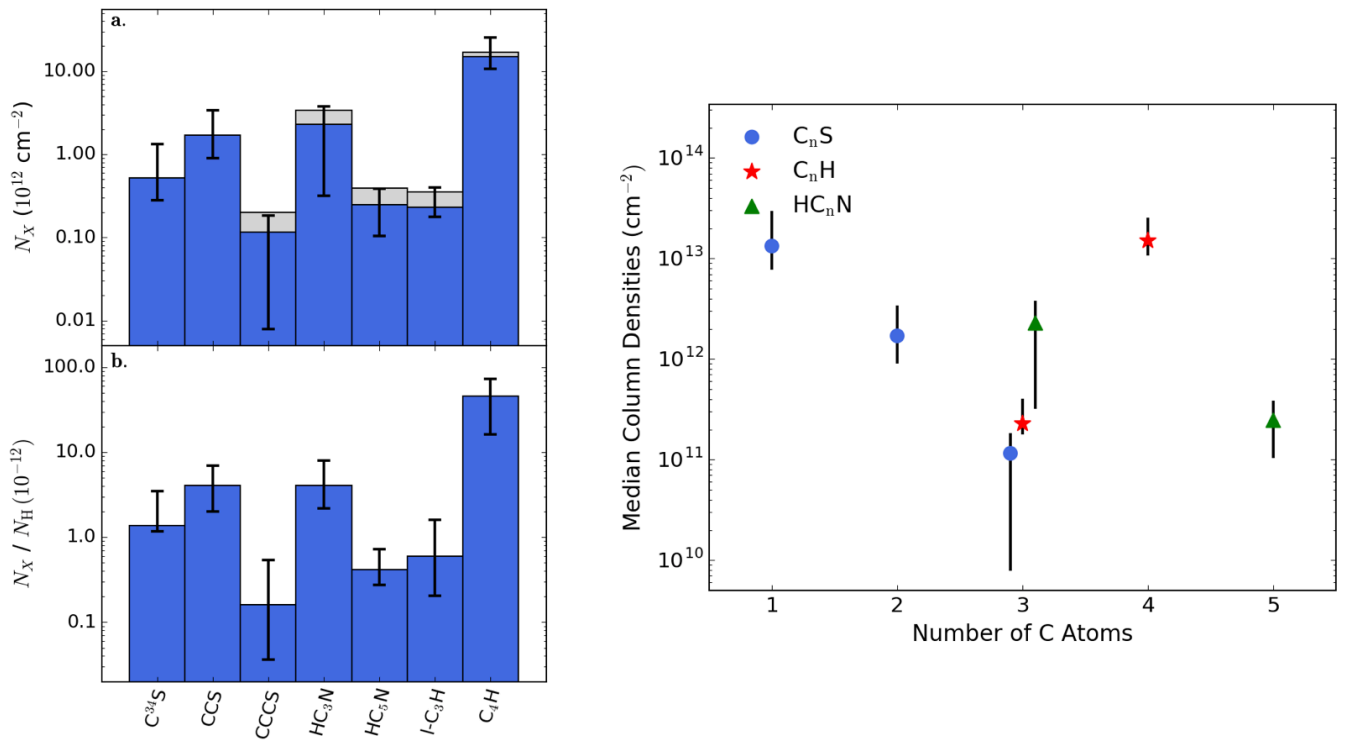 a.
10.00
1.00
0.10
0.01
N_X (10^12 cm^−2)
b.
100.0
10.0
1.0
0.1
N_X / N_H (10^−12)
C^34S
CCS
CCCS
HC_3N
HC_5N
l-C_3H
C_4H
C_nS
C_nH
HC_nN
10^14
10^13
10^12
10^11
10^10
Median Column Densities (cm^−2)
1 2 3 4 5
Number of C Atoms